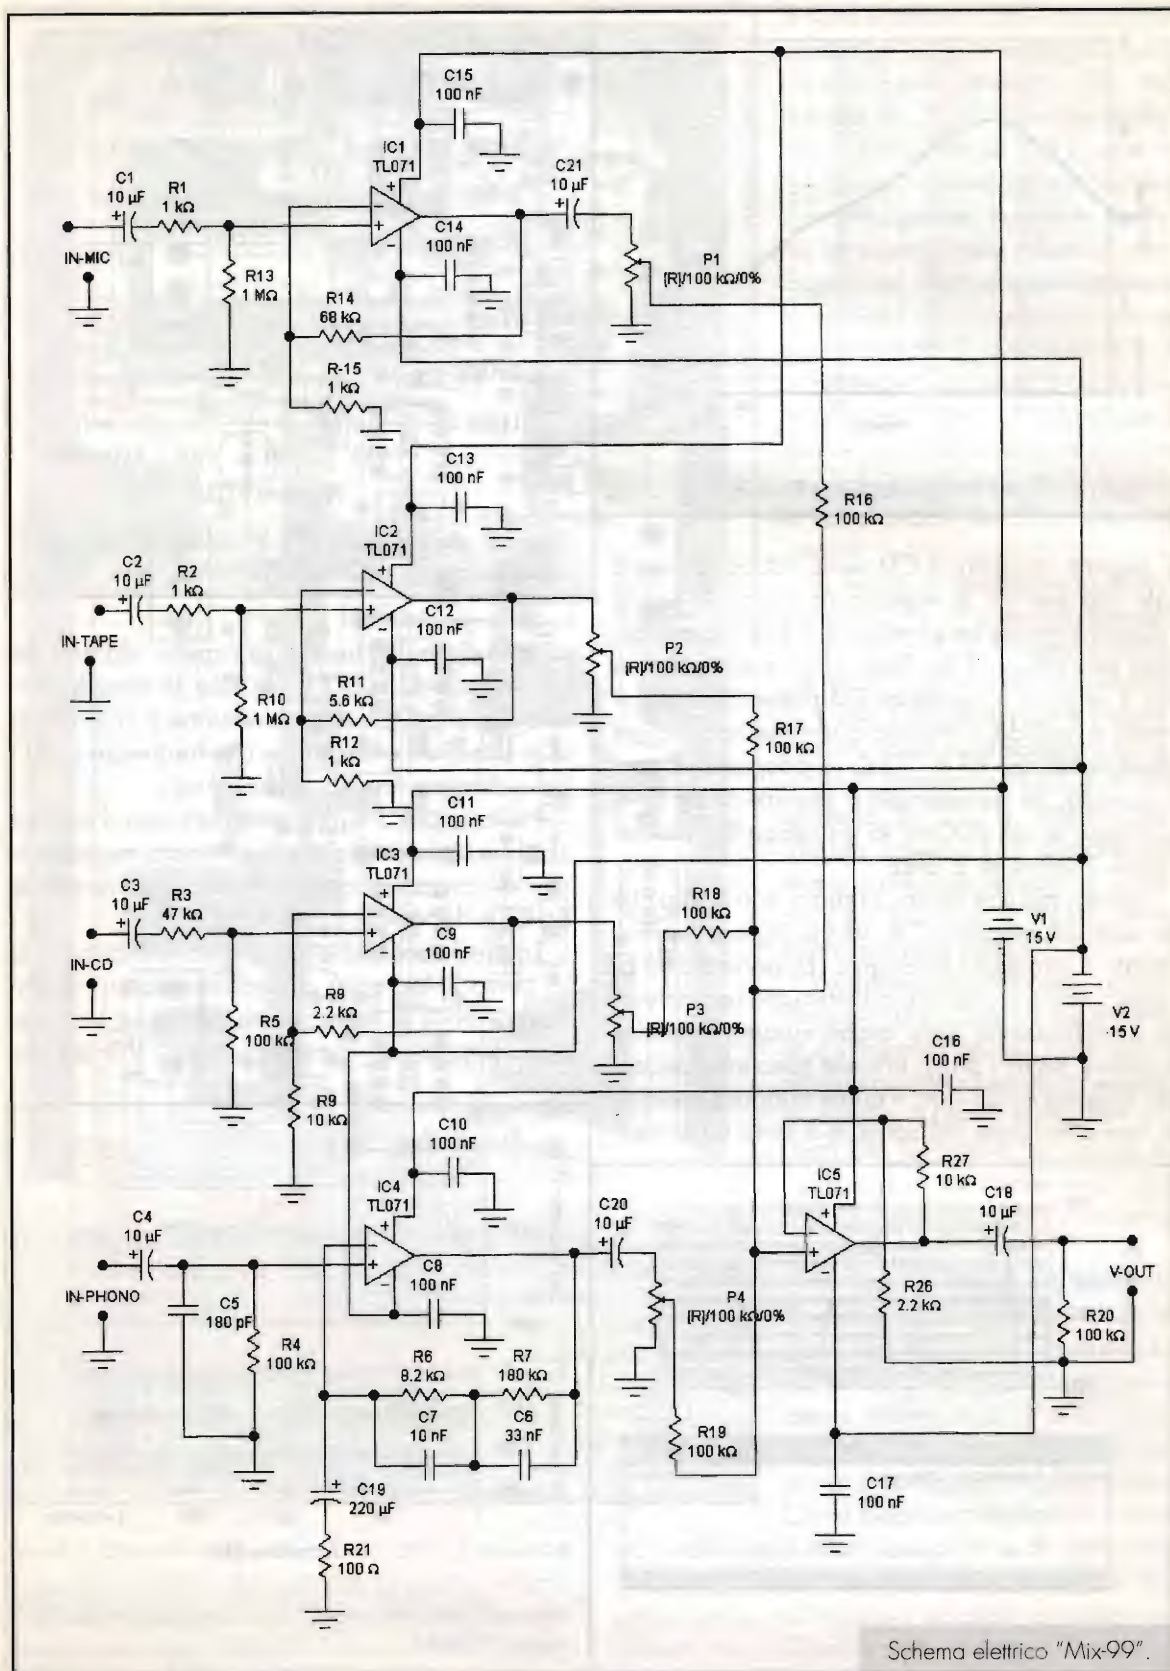 C15
100 nF
IC1
TL071
C1
10 µF
R1
1 kΩ
C21
10 µF
C14
100 nF
IN-MIC
R13
1 MΩ
P1
[R]/100 kΩ/0%
R14
68 kΩ
R-15
1 kΩ
C13
100 nF
R16
100 kΩ
IC2
TL071
C2
10 µF
R2
1 kΩ
C12
100 nF
IN-TAPE
P2
[R]/100 kΩ/0%
R10
1 MΩ
R11
5.6 kΩ
R17
100 kΩ
R12
1 kΩ
C11
100 nF
IC3
TL071
C3
10 µF
R3
47 kΩ
R18
100 kΩ
V1
15 V
C9
100 nF
IN-CD
R9
2.2 kΩ
R5
100 kΩ
P3
[R]/100 kΩ/0%
V2
15 V
C16
100 nF
R9
10 kΩ
C10
100 nF
IC4
TL071
IC5
TL071
R27
10 kΩ
C4
10 µF
C20
10 µF
C18
10 µF
C8
100 nF
IN-PHONO
C5
180 pF
P4
[R]/100 kΩ/0%
V-OUT
R26
2.2 kΩ
R4
100 kΩ
R20
100 kΩ
R6
8.2 kΩ
R7
180 kΩ
C7
10 nF
C6
33 nF
R19
100 kΩ
C19
220 µF
C17
100 nF
R21
100 Ω
Schema elettrico "Mix-99".